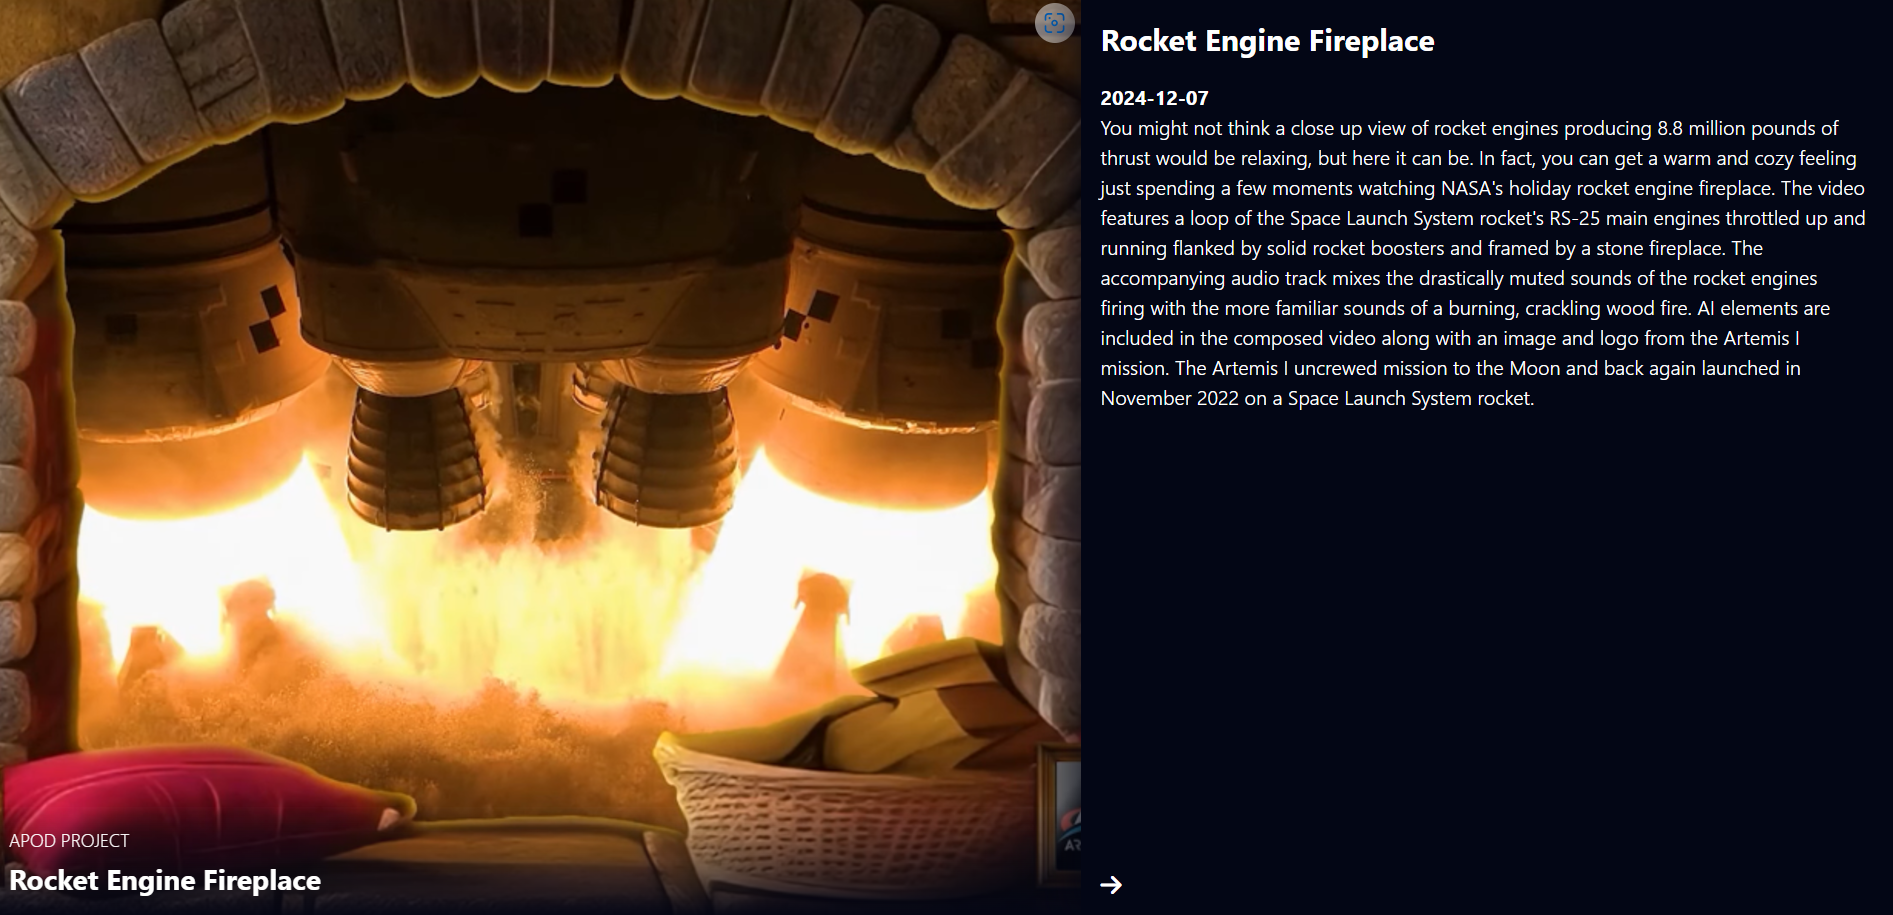 Rocket Engine Fireplace
2024-12-07
You might not think a close up view of rocket engines producing 8.8 million pounds of
thrust would be relaxing, but here it can be. In fact, you can get a warm and cozy feeling
just spending a few moments watching NASA's holiday rocket engine fireplace. The video
features a loop of the Space Launch System rocket's RS-25 main engines throttled up and
running flanked by solid rocket boosters and framed by a stone fireplace. The
accompanying audio track mixes the drastically muted sounds of the rocket engines
firing with the more familiar sounds of a burning, crackling wood fire. AI elements are
included in the composed video along with an image and logo from the Artemis I
mission. The Artemis I uncrewed mission to the Moon and back again launched in
November 2022 on a Space Launch System rocket.
APOD PROJECT
Rocket Engine Fireplace
AR